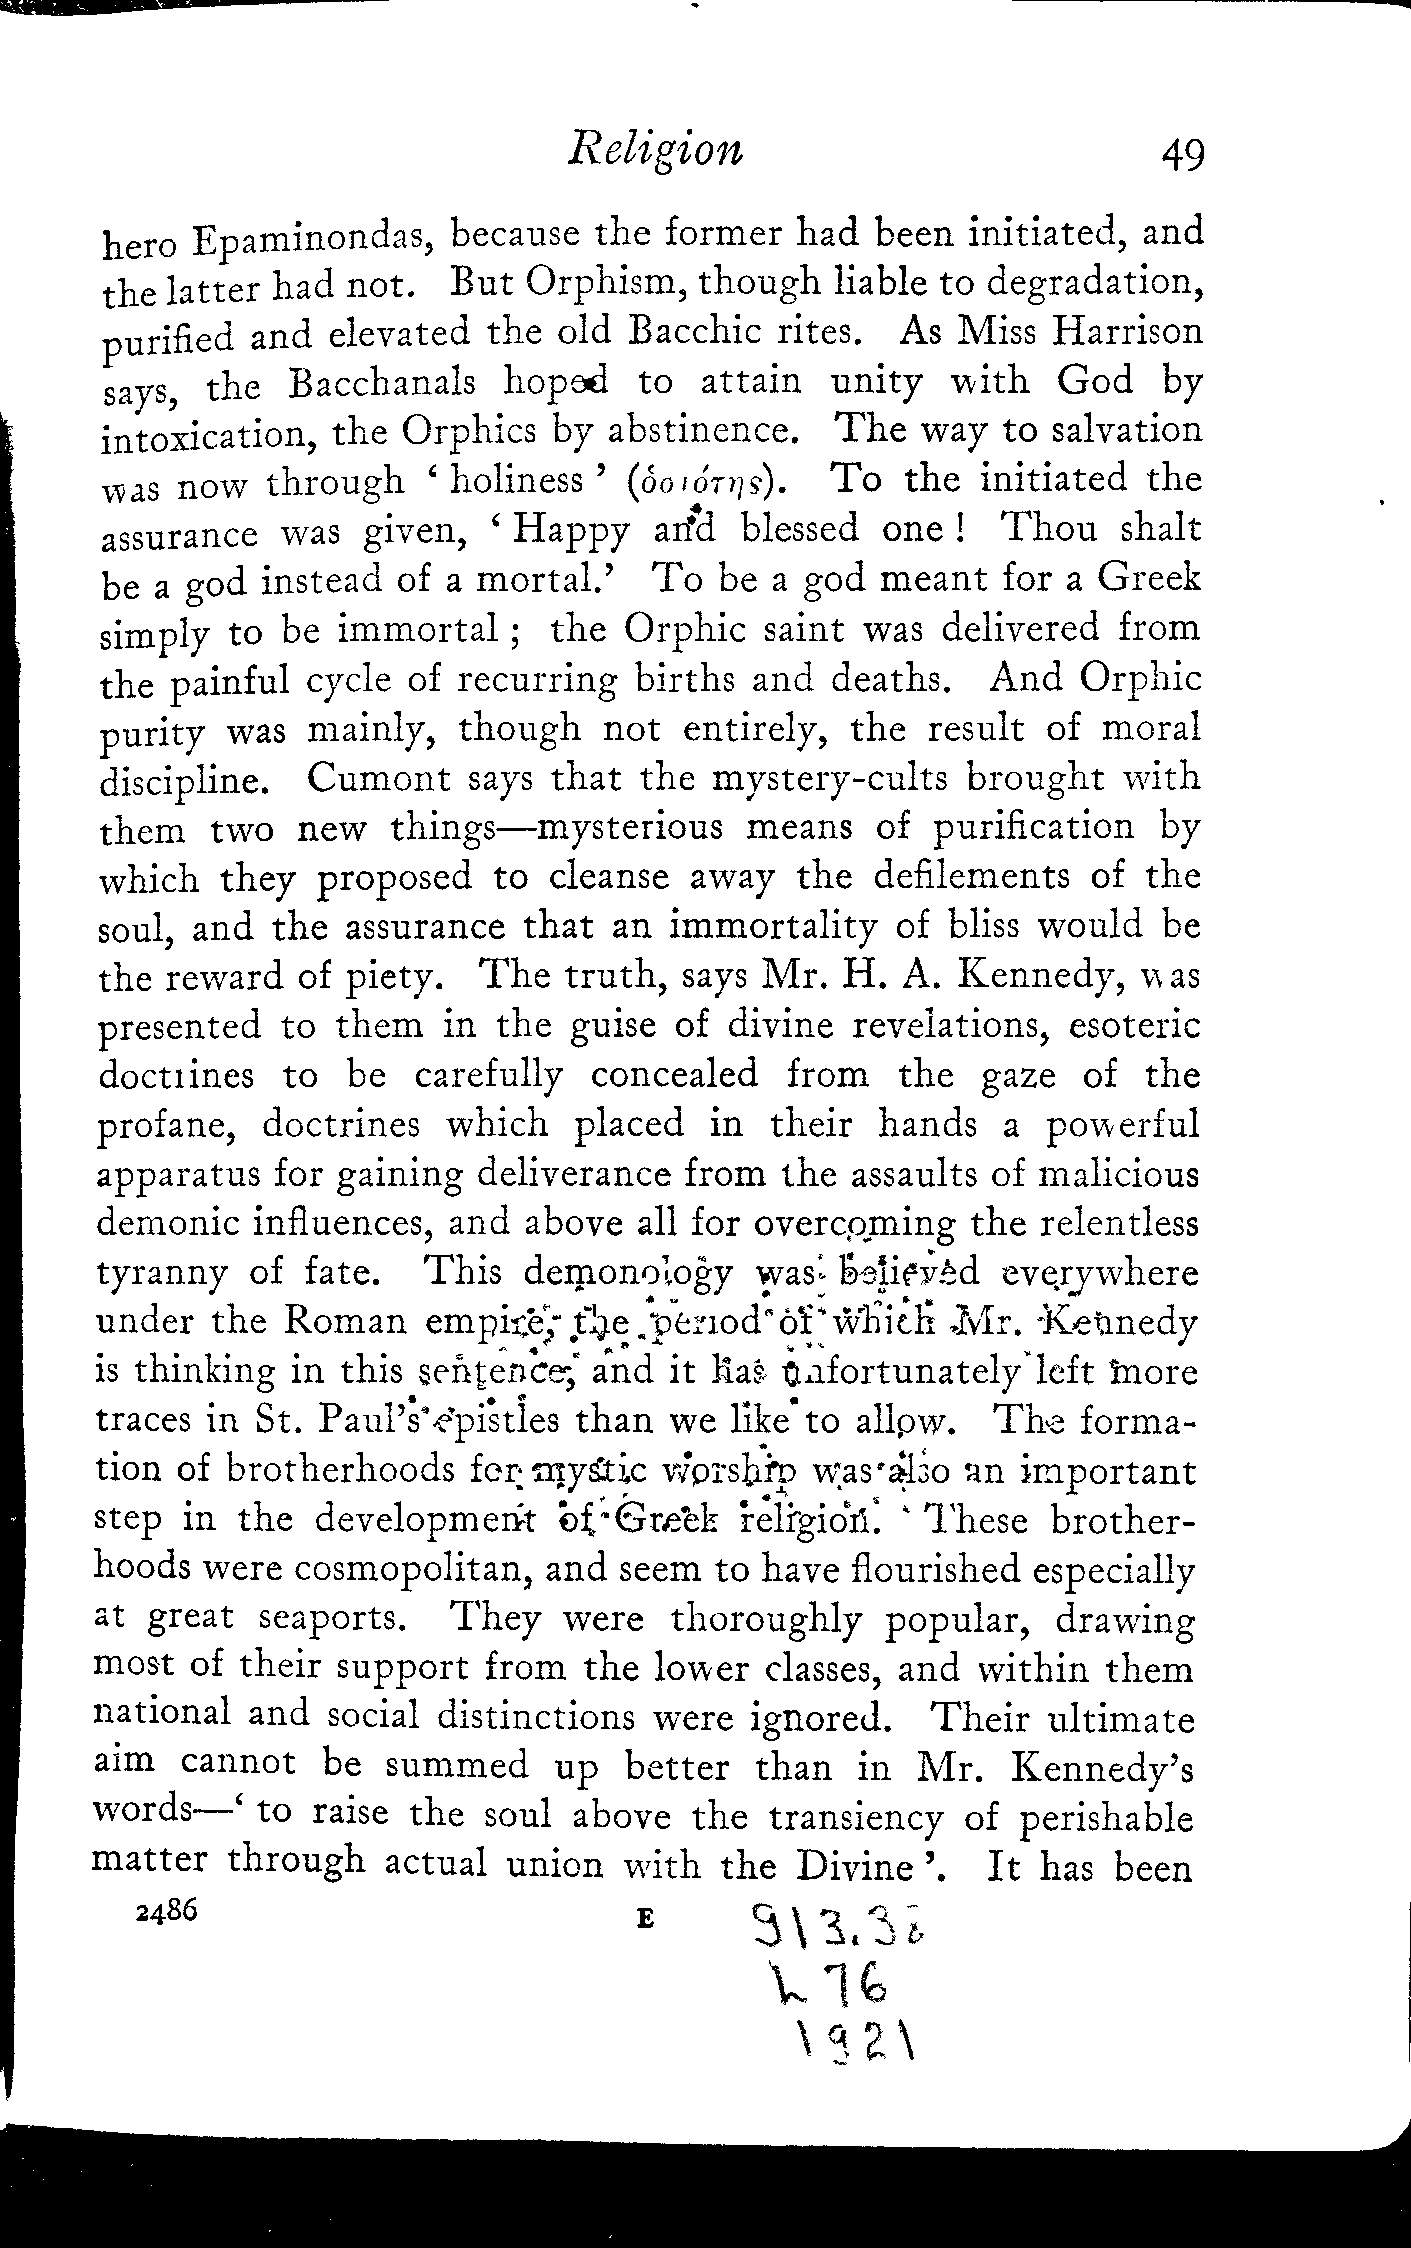 Religion 49
hero Epaminondas, because the former had been initiated, and
the latter had not. But Orphism, though liable to degradation,
purified and elevated the old Bacchic rites. As Miss Harrison
says, the Bacchanals hoped to attain unity with God by
intoxication, the Orphics by abstinence. The way to salvation
was now through ‘ holiness ’ (ὁσιότης). To the initiated the
assurance was given, ‘ Happy and blessed one ! Thou shalt
be a god instead of a mortal.’ To be a god meant for a Greek
simply to be immortal ; the Orphic saint was delivered from
the painful cycle of recurring births and deaths. And Orphic
purity was mainly, though not entirely, the result of moral
discipline. Cumont says that the mystery-cults brought with
them two new things—mysterious means of purification by
which they proposed to cleanse away the defilements of the
soul, and the assurance that an immortality of bliss would be
the reward of piety. The truth, says Mr. H. A. Kennedy, was
presented to them in the guise of divine revelations, esoteric
doctrines to be carefully concealed from the gaze of the
profane, doctrines which placed in their hands a powerful
apparatus for gaining deliverance from the assaults of malicious
demonic influences, and above all for overcoming the relentless
tyranny of fate. This demonology was believed everywhere
under the Roman empire, the period of which Mr. Kennedy
is thinking in this sentence, and it has unfortunately left more
traces in St. Paul’s epistles than we like to allow. The forma-
tion of brotherhoods for mystic worship was also an important
step in the development of Greek religion. These brother-
hoods were cosmopolitan, and seem to have flourished especially
at great seaports. They were thoroughly popular, drawing
most of their support from the lower classes, and within them
national and social distinctions were ignored. Their ultimate
aim cannot be summed up better than in Mr. Kennedy’s
words—‘ to raise the soul above the transiency of perishable
matter through actual union with the Divine ’. It has been
2486 E
L76
1921